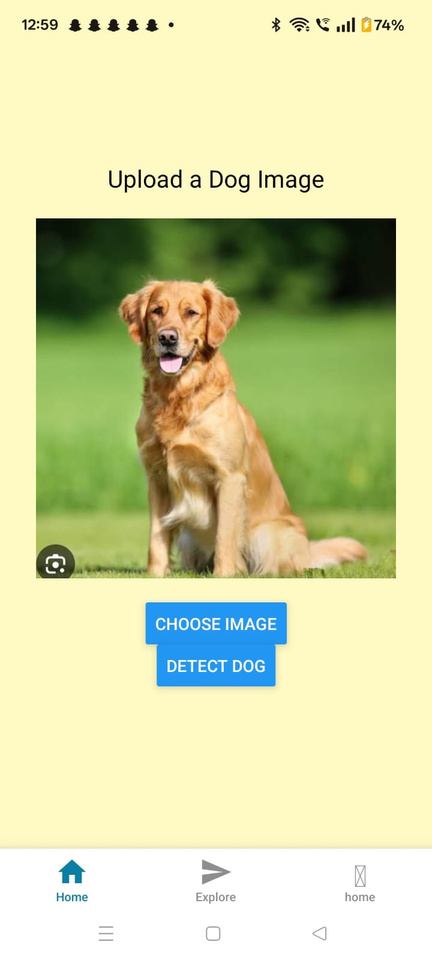 12:59
74%
Upload a Dog Image
CHOOSE IMAGE
DETECT DOG
Home
Explore
home